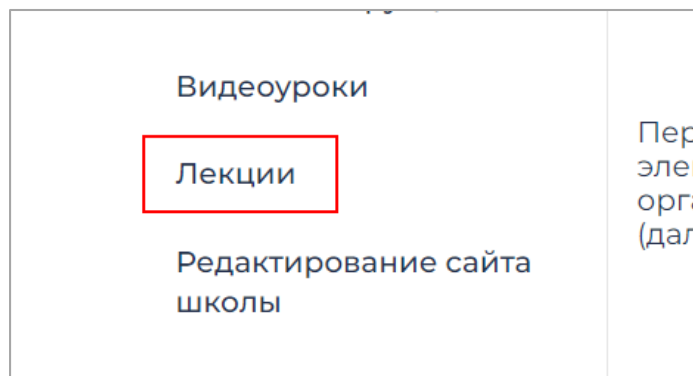 Видеоуроки
Лекции
Редактирование сайта
школы